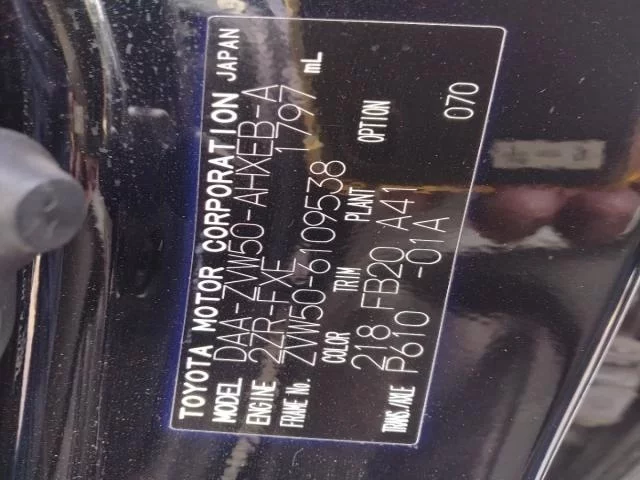 TOYOTA MOTOR CORPORATION JAPAN
MODEL DAA-ZVW50-AHXEB-A
ENGINE 2ZR-FXE 1797 mL
FRAME No. ZVW50-6109538
COLOR TRIM PLANT OPTION
218 FB20 A41
TRANS./AXLE P610 -01A 070